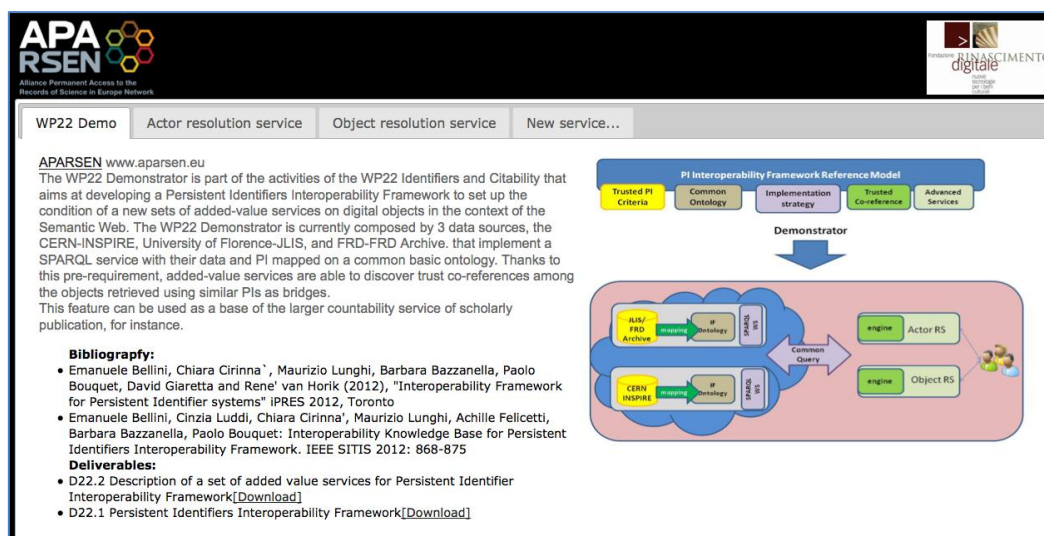 APA
RSEN
Alliance Permanent Access to the
Records of Science in Europe Network
Fondazione RINASCIMENTO
digitale
nuove
tecnologie
per i beni
culturali
WP22 Demo
Actor resolution service
Object resolution service
New service...
APARSEN www.aparsen.eu
The WP22 Demonstrator is part of the activities of the WP22 Identifiers and Citability that
aims at developing a Persistent Identifiers Interoperability Framework to set up the
condition of a new sets of added-value services on digital objects in the context of the
Semantic Web. The WP22 Demonstrator is currently composed by 3 data sources, the
CERN-INSPIRE, University of Florence-JLIS, and FRD-FRD Archive. that implement a
SPARQL service with their data and PI mapped on a common basic ontology. Thanks to
this pre-requirement, added-value services are able to discover trust co-references among
the objects retrieved using similar PIs as bridges.
This feature can be used as a base of the larger countability service of scholarly
publication, for instance.
Bibliograpfy:
• Emanuele Bellini, Chiara Cirinna`, Maurizio Lunghi, Barbara Bazzanella, Paolo
Bouquet, David Giaretta and Rene' van Horik (2012), "Interoperability Framework
for Persistent Identifier systems" iPRES 2012, Toronto
• Emanuele Bellini, Cinzia Luddi, Chiara Cirinna', Maurizio Lunghi, Achille Felicetti,
Barbara Bazzanella, Paolo Bouquet: Interoperability Knowledge Base for Persistent
Identifiers Interoperability Framework. IEEE SITIS 2012: 868-875
Deliverables:
• D22.2 Description of a set of added value services for Persistent Identifier
Interoperability Framework[Download]
• D22.1 Persistent Identifiers Interoperability Framework[Download]
PI Interoperability Framework Reference Model
Trusted PI
Criteria
Common
Ontology
Implementation
strategy
Trusted
Co-reference
Advanced
Services
Demonstrator
JLIS/
FRD
Archive
mapping
IF
Ontology
SPARQL
WS
Common
Query
engine
Actor RS
CERN
INSPIRE
mapping
IF
Ontology
SPARQL
WS
engine
Object RS